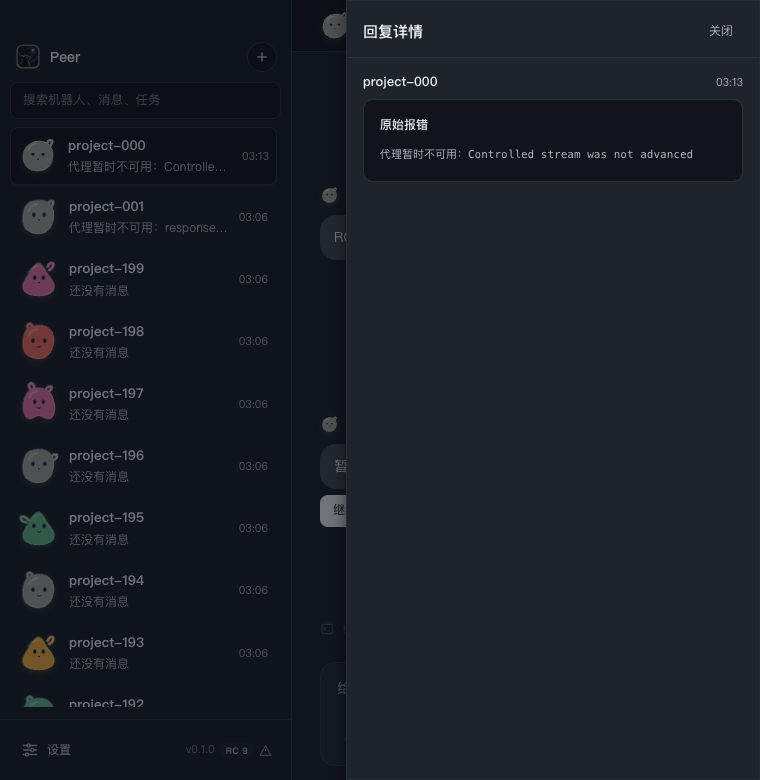 Peer
+
搜索机器人、消息、任务
project-000
代理暂时不可用：Controlle...
03:13
project-001
代理暂时不可用：response...
03:06
project-199
还没有消息
03:06
project-198
还没有消息
03:06
project-197
还没有消息
03:06
project-196
还没有消息
03:06
project-195
还没有消息
03:06
project-194
还没有消息
03:06
project-193
还没有消息
03:06
project-192
设置
v0.1.0
RC 9
RC
暂
继
给
回复详情
关闭
project-000
03:13
原始报错
代理暂时不可用：Controlled stream was not advanced